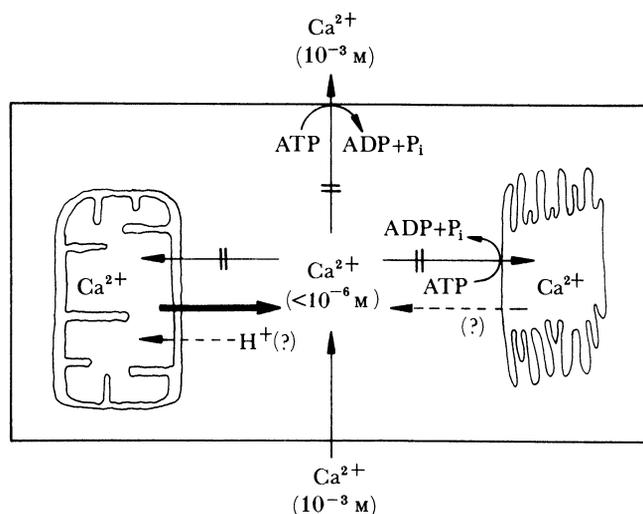 Ca²⁺
(10⁻³ M)
ATP
ADP+Pᵢ
ADP+Pᵢ
Ca²⁺
Ca²⁺
(<10⁻⁶ M)
ATP
Ca²⁺
(?)
H⁺(?)
Ca²⁺
(10⁻³ M)